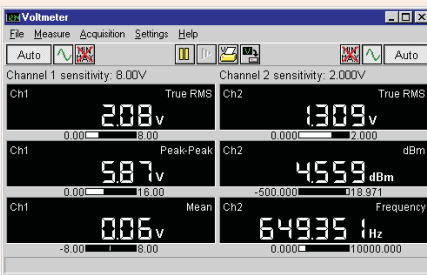 Voltmeter
File Measure Acquisition Settings Help
Auto Auto
Channel 1 sensitivity: 8.00V Channel 2 sensitivity: 2.000V
Ch1 True RMS Ch2 True RMS
2.08 V 1.309 V
0.00 8.00 0.000 2.000
Ch1 Peak-Peak Ch2 dBm
5.87 V 4.559 dBm
0.00 16.00 -500.000 18.971
Ch1 Mean Ch2 Frequency
0.06 V 649.351 Hz
-8.00 8.00 0.000 10000.000